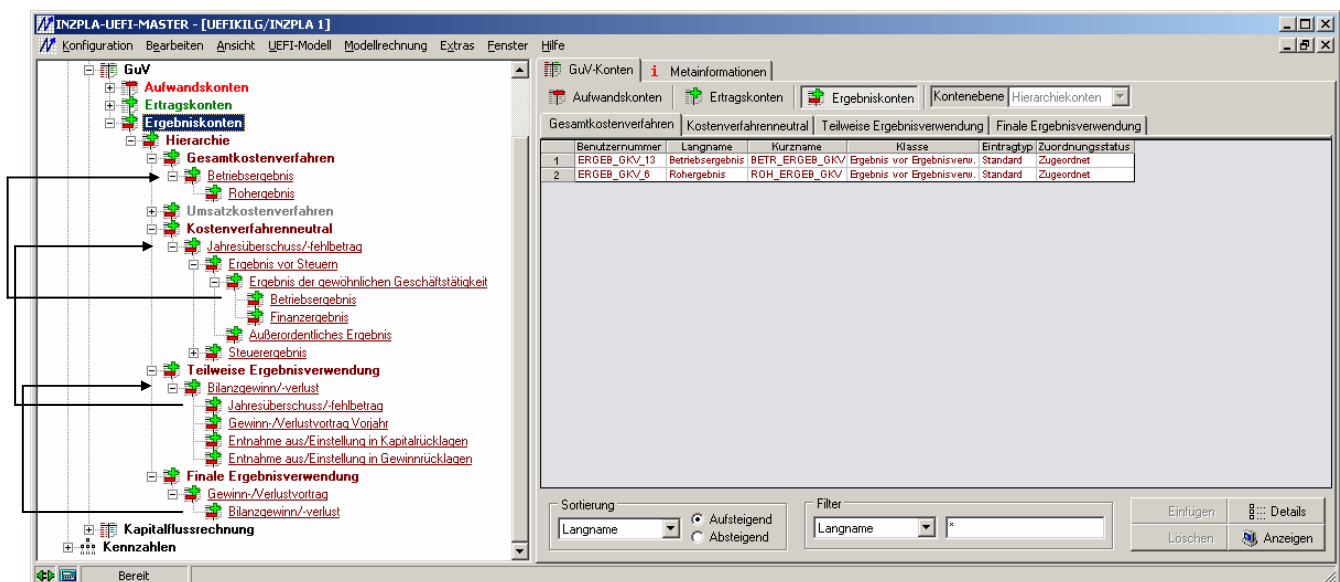 INZPLA-UEFI-MASTER - [UEFIKILG/INZPLA 1]
Konfiguration Bearbeiten Ansicht UEFI-Modell Modellrechnung Extras Fenster Hilfe
GuV
Aufwandskonten
Ertragskonten
Ergebniskonten
Hierarchie
Gesamtkostenverfahren
Betriebsergebnis
Rohergebnis
Umsatzkostenverfahren
Kostenverfahrenneutral
Jahresüberschuss/-fehlbetrag
Ergebnis vor Steuern
Ergebnis der gewöhnlichen Geschäftstätigkeit
Betriebsergebnis
Finanzergebnis
Außerordentliches Ergebnis
Steuerergebnis
Teilweise Ergebnisverwendung
Bilanzgewinn/-verlust
Jahresüberschuss/-fehlbetrag
Gewinn-/Verlustvortrag Vorjahr
Entnahme aus/Einstellung in Kapitalrücklagen
Entnahme aus/Einstellung in Gewinnrücklagen
Finale Ergebnisverwendung
Gewinn-/Verlustvortrag
Bilanzgewinn/-verlust
Kapitalflussrechnung
Kennzahlen
GuV-Konten i Metainformationen
Aufwandskonten Ertragskonten Ergebniskonten Kontenebene Hierarchiekonten
Gesamtkostenverfahren Kostenverfahrenneutral Teilweise Ergebnisverwendung Finale Ergebnisverwendung
Benutzernummer Langname Kurzname Klasse Eintragtyp Zuordnungsstatus
1 ERGEB_GKV_13 Betriebsergebnis BETR_ERGEB_GKV Ergebnis vor Ergebnisverw. Standard Zugeordnet
2 ERGEB_GKV_6 Rohergebnis ROH_ERGEB_GKV Ergebnis vor Ergebnisverw. Standard Zugeordnet
Sortierung
Langname
Aufsteigend
Absteigend
Filter
Langname *
Einfügen Details
Löschen Anzeigen
Bereit